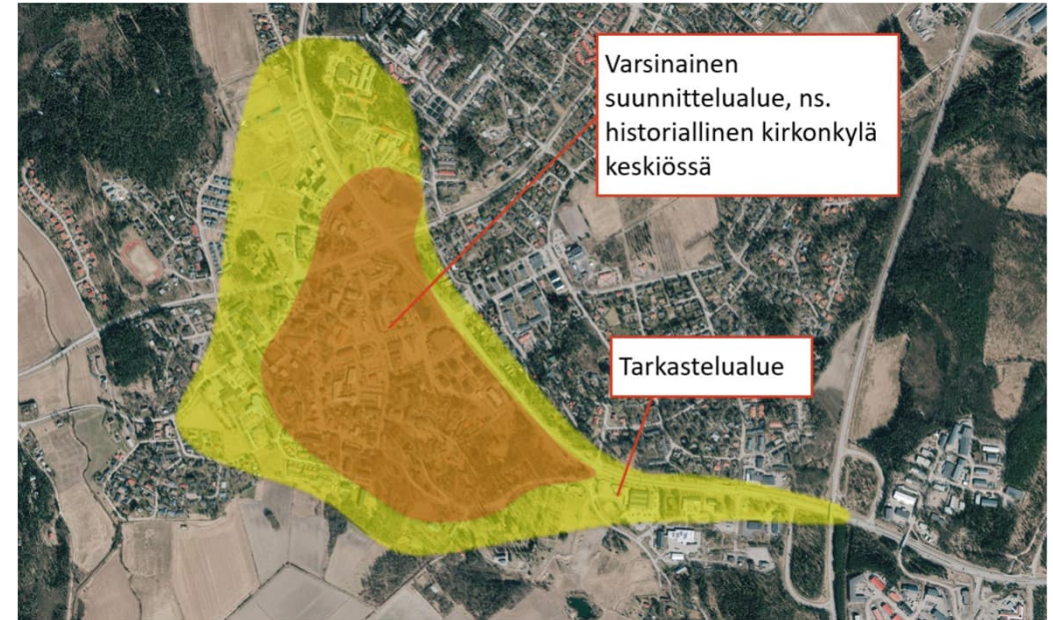 Varsinainen
suunnittelualue, ns.
historiallinen kirkonkylä
keskiössä
Tarkastelualue